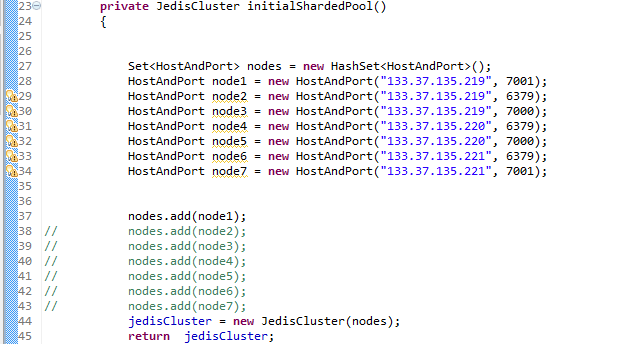 23 private JedisCluster initialShardedPool()
24 {
25
26
27 Set<HostAndPort> nodes = new HashSet<HostAndPort>();
28 HostAndPort node1 = new HostAndPort("133.37.135.219", 7001);
29 HostAndPort node2 = new HostAndPort("133.37.135.219", 6379);
30 HostAndPort node3 = new HostAndPort("133.37.135.219", 7000);
31 HostAndPort node4 = new HostAndPort("133.37.135.220", 6379);
32 HostAndPort node5 = new HostAndPort("133.37.135.220", 7000);
33 HostAndPort node6 = new HostAndPort("133.37.135.221", 6379);
34 HostAndPort node7 = new HostAndPort("133.37.135.221", 7001);
35
36
37 nodes.add(node1);
38 // nodes.add(node2);
39 // nodes.add(node3);
40 // nodes.add(node4);
41 // nodes.add(node5);
42 // nodes.add(node6);
43 // nodes.add(node7);
44 jedisCluster = new JedisCluster(nodes);
45 return  jedisCluster;